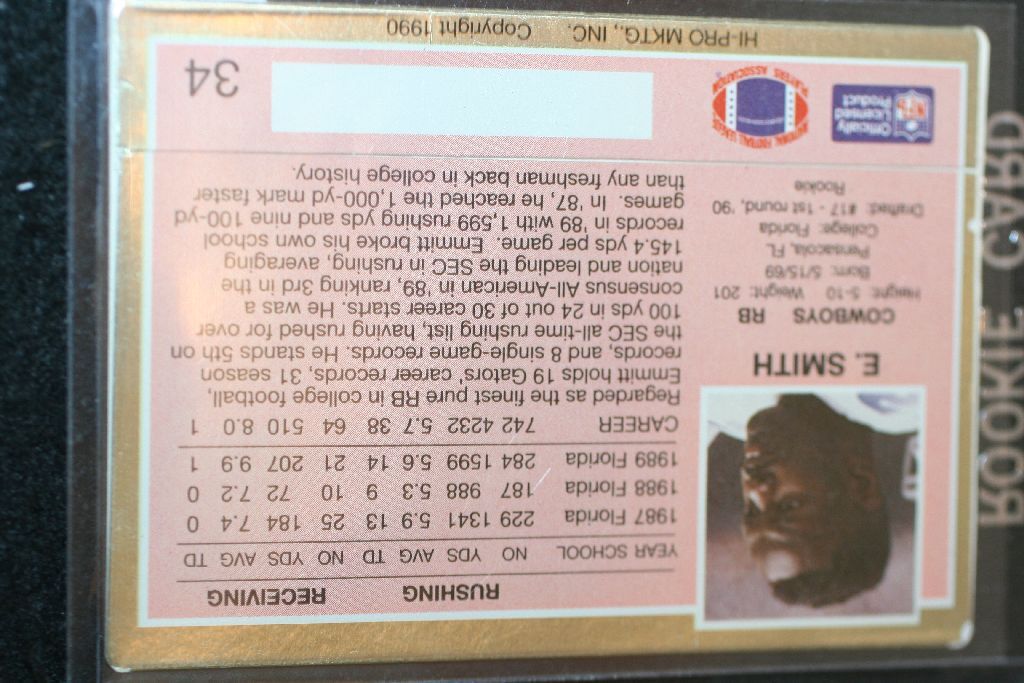 RUSHING RECEIVING
YEAR SCHOOL NO YDS AVG TD NO YDS AVG TD
1987 Florida 229 1341 5.9 13 25 184 7.4 0
1988 Florida 187 988 5.3 9 10 72 7.2 0
1989 Florida 284 1599 5.6 14 21 207 9.9 1
CAREER 742 4232 5.7 38 64 510 8.0 1
E. SMITH
COWBOYS RB
Height: 5-10 Weight: 201
Born: 5/15/69
Pensacola, FL
College: Florida
Drafted: #17 - 1st round, '90
Rookie
Regarded as the finest pure RB in college football,
Emmitt holds 19 Gators' career records, 31 season
records, and 8 single-game records. He stands 5th on
the SEC all-time rushing list, having rushed for over
100 yds in 24 out of 30 career starts. He was a
consensus All-American in '89, ranking 3rd in the
nation and leading the SEC in rushing, averaging
145.4 yds per game. Emmitt broke his own school
records in '89 with 1,599 rushing yds and nine 100-yd
games. In '87, he reached the 1,000-yd mark faster
than any freshman back in college history.
NFL
Officially
Licensed
Product
NATIONAL FOOTBALL LEAGUE
PLAYERS ASSOCIATION
34
HI-PRO MKTG., INC. Copyright 1990
ROOKIE CARD